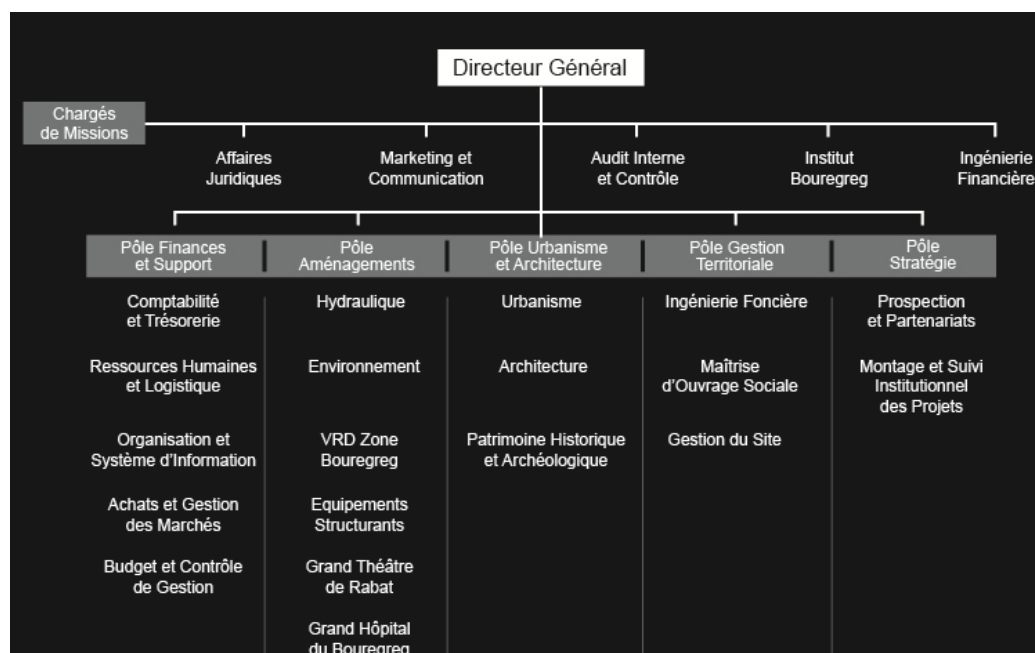 Directeur Général
Chargés
de Missions
Affaires
Juridiques
Marketing et
Communication
Audit Interne
et Contrôle
Institut
Bouregreg
Ingénierie
Financière
Pôle Finances
et Support
Pôle
Aménagements
Pôle Urbanisme
et Architecture
Pôle Gestion
Territoriale
Pôle
Stratégie
Comptabilité
et Trésorerie
Ressources Humaines
et Logistique
Organisation et
Système d'Information
Achats et Gestion
des Marchés
Budget et Contrôle
de Gestion
Hydraulique
Environnement
VRD Zone
Bouregreg
Equipements
Structurants
Grand Théâtre
de Rabat
Grand Hôpital
du Bouregreg
Urbanisme
Architecture
Patrimoine Historique
et Archéologique
Ingénierie Foncière
Maîtrise
d'Ouvrage Sociale
Gestion du Site
Prospection
et Partenariats
Montage et Suivi
Institutionnel
des Projets